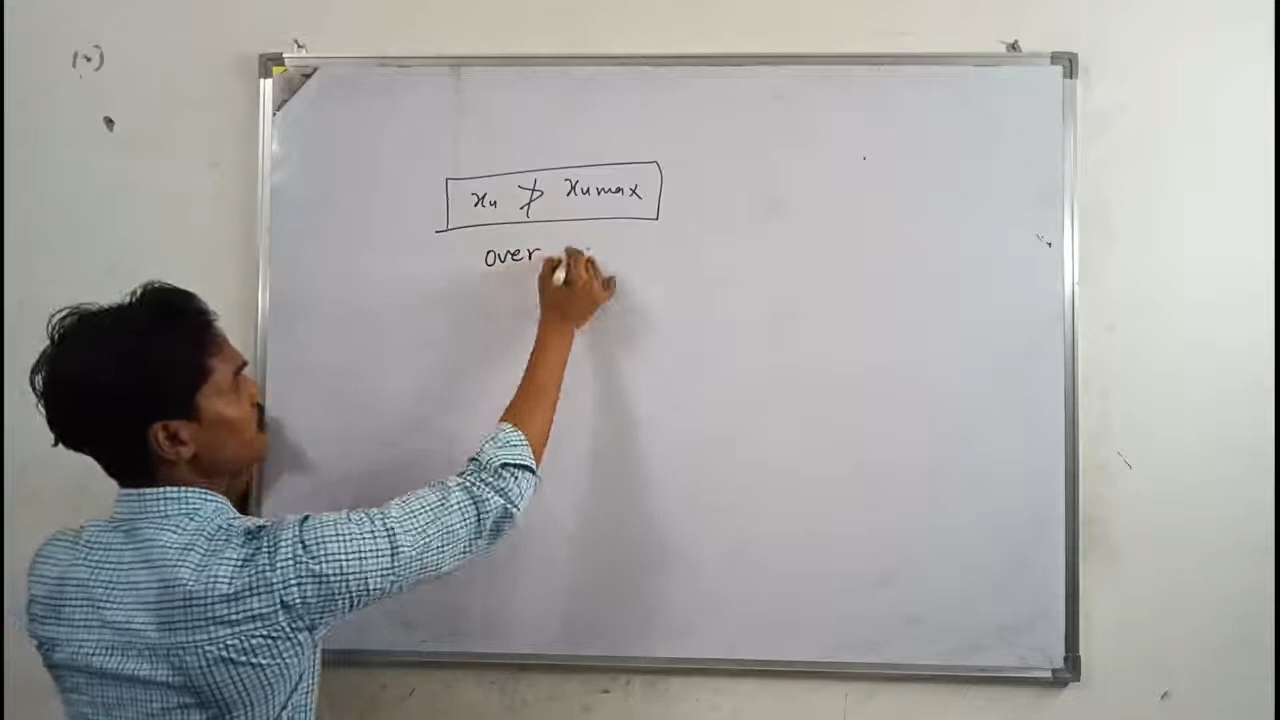 (x)
xu ≯ xumax
over